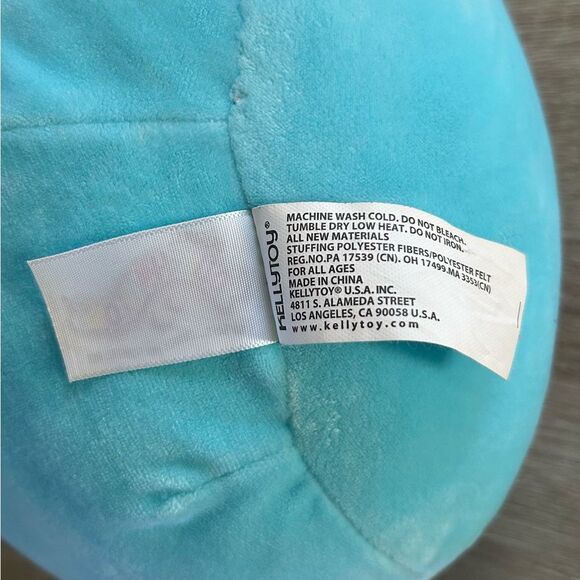 KELLYTOY®
MACHINE WASH COLD. DO NOT BLEACH.
TUMBLE DRY LOW HEAT. DO NOT IRON.
ALL NEW MATERIALS
STUFFING POLYESTER FIBERS/POLYESTER FELT
REG.NO.PA 17539 (CN). OH 17499.MA 3353(CN)
FOR ALL AGES
MADE IN CHINA
KELLYTOY® U.S.A. INC.
4811 S. ALAMEDA STREET
LOS ANGELES, CA 90058 U.S.A.
www.kellytoy.com